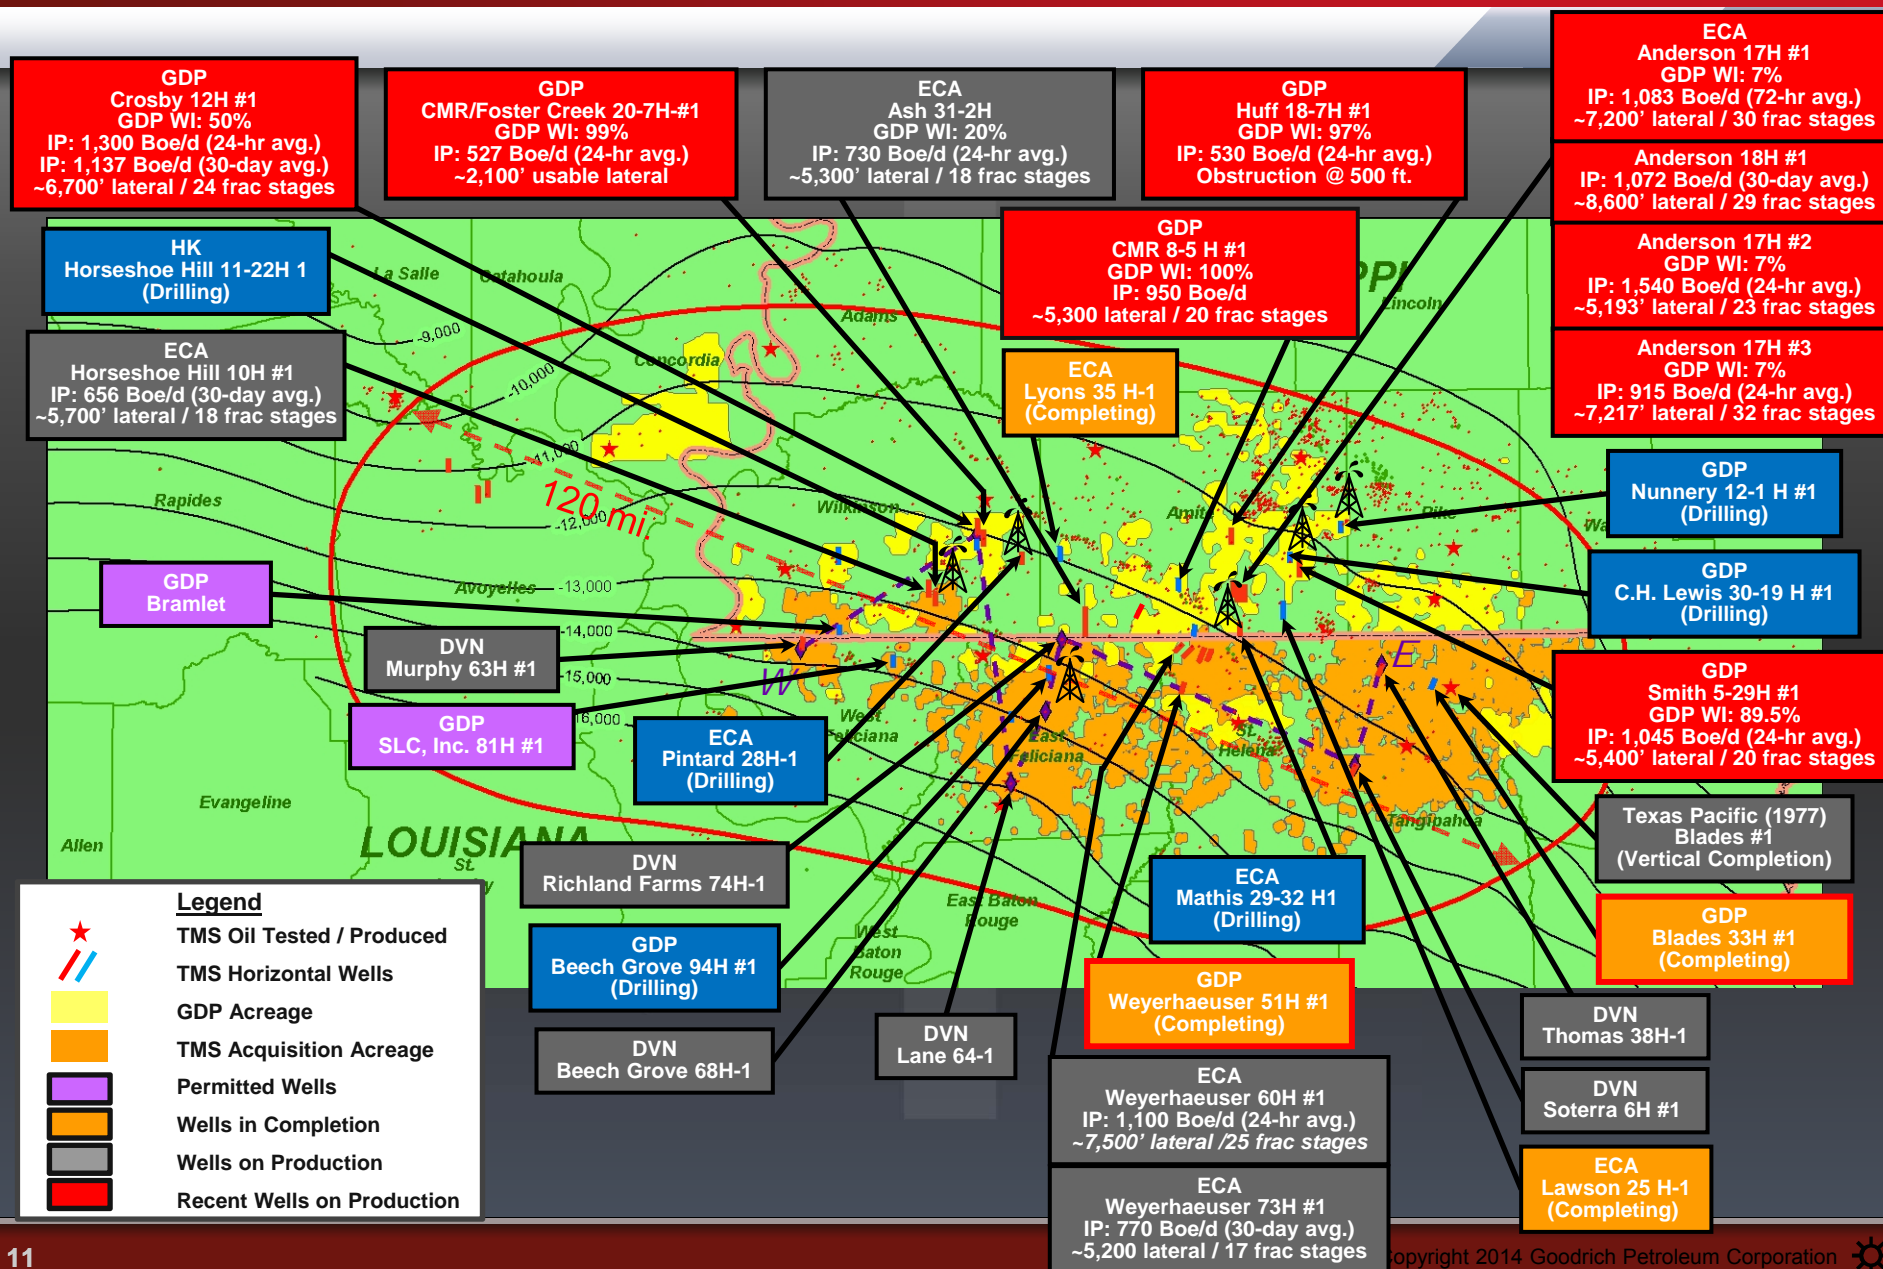 GDP
Crosby 12H #1
GDP WI: 50%
IP: 1,300 Boe/d (24-hr avg.)
IP: 1,137 Boe/d (30-day avg.)
~6,700' lateral / 24 frac stages
GDP
CMR/Foster Creek 20-7H-#1
GDP WI: 99%
IP: 527 Boe/d (24-hr avg.)
~2,100' usable lateral
ECA
Ash 31-2H
GDP WI: 20%
IP: 730 Boe/d (24-hr avg.)
~5,300' lateral / 18 frac stages
GDP
Huff 18-7H #1
GDP WI: 97%
IP: 530 Boe/d (24-hr avg.)
Obstruction @ 500 ft.
ECA
Anderson 17H #1
GDP WI: 7%
IP: 1,083 Boe/d (72-hr avg.)
~7,200' lateral / 30 frac stages
Anderson 18H #1
IP: 1,072 Boe/d (30-day avg.)
~8,600' lateral / 29 frac stages
Anderson 17H #2
GDP WI: 7%
IP: 1,540 Boe/d (24-hr avg.)
~5,193' lateral / 23 frac stages
Anderson 17H #3
GDP WI: 7%
IP: 915 Boe/d (24-hr avg.)
~7,217' lateral / 32 frac stages
HK
Horseshoe Hill 11-22H 1
(Drilling)
ECA
Horseshoe Hill 10H #1
IP: 656 Boe/d (30-day avg.)
~5,700' lateral / 18 frac stages
GDP
CMR 8-5 H #1
GDP WI: 100%
IP: 950 Boe/d
~5,300 lateral / 20 frac stages
ECA
Lyons 35 H-1
(Completing)
La Salle
Catahoula
Concordia
Adams
PPI
Lincoln
-9,000
-10,000
-11,000
-12,000
-13,000
-14,000
-15,000
16,000
120 mi.
Rapides
Avoyelles
Wilkinson
Amite
Pike
Wa
GDP
Nunnery 12-1 H #1
(Drilling)
GDP
C.H. Lewis 30-19 H #1
(Drilling)
GDP
Bramlet
DVN
Murphy 63H #1
GDP
SLC, Inc. 81H #1
ECA
Pintard 28H-1
(Drilling)
W
E
West
Feliciana
East
Feliciana
St.
Helena
Tangipahoa
GDP
Smith 5-29H #1
GDP WI: 89.5%
IP: 1,045 Boe/d (24-hr avg.)
~5,400' lateral / 20 frac stages
Texas Pacific (1977)
Blades #1
(Vertical Completion)
Evangeline
Allen
LOUISIANA
St.
East Baton
Rouge
West
Baton
Rouge
DVN
Richland Farms 74H-1
GDP
Beech Grove 94H #1
(Drilling)
DVN
Beech Grove 68H-1
DVN
Lane 64-1
ECA
Mathis 29-32 H1
(Drilling)
GDP
Blades 33H #1
(Completing)
GDP
Weyerhaeuser 51H #1
(Completing)
DVN
Thomas 38H-1
DVN
Soterra 6H #1
ECA
Weyerhaeuser 60H #1
IP: 1,100 Boe/d (24-hr avg.)
~7,500' lateral /25 frac stages
ECA
Weyerhaeuser 73H #1
IP: 770 Boe/d (30-day avg.)
~5,200 lateral / 17 frac stages
ECA
Lawson 25 H-1
(Completing)
Legend
TMS Oil Tested / Produced
TMS Horizontal Wells
GDP Acreage
TMS Acquisition Acreage
Permitted Wells
Wells in Completion
Wells on Production
Recent Wells on Production
11
opyright 2014 Goodrich Petroleum Corporation